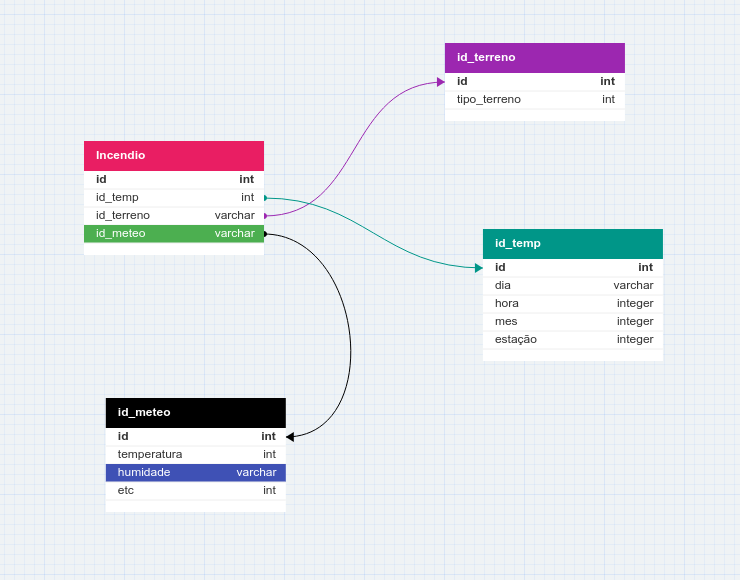 id_terreno
id int
tipo_terreno int
Incendio
id int
id_temp int
id_terreno varchar
id_meteo varchar
id_temp
id int
dia varchar
hora integer
mes integer
estação integer
id_meteo
id int
temperatura int
humidade varchar
etc int